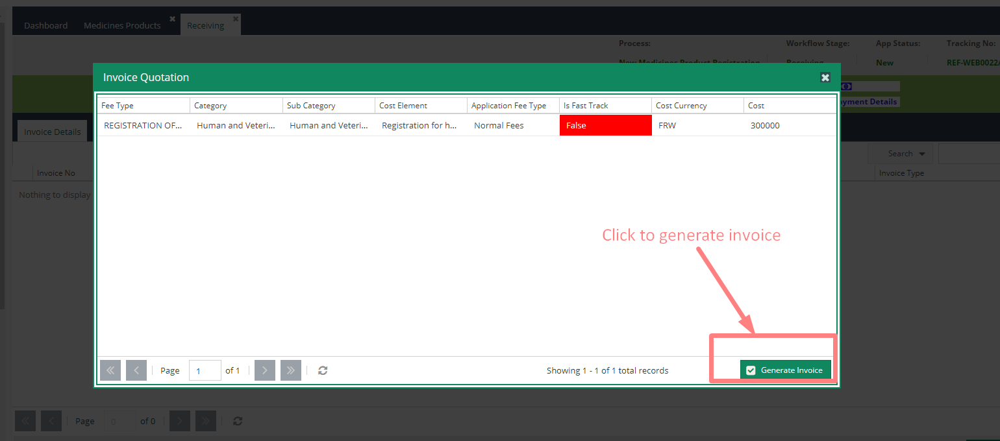 Dashboard Medicines Products Receiving
Process: Workflow Stage: App Status: Tracking No:
New Medicines Product Registration Receiving New REF-WEB0022/
Invoice Quotation
Fee Type Category Sub Category Cost Element Application Fee Type Is Fast Track Cost Currency Cost
REGISTRATION OF... Human and Veteri... Human and Veteri... Registration for h... Normal Fees False FRW 300000
yment Details
Invoice Details
Search
Invoice No Invoice Type
Nothing to display
Click to generate invoice
Page 1 of 1 Showing 1 - 1 of 1 total records Generate Invoice
Page 0 of 0